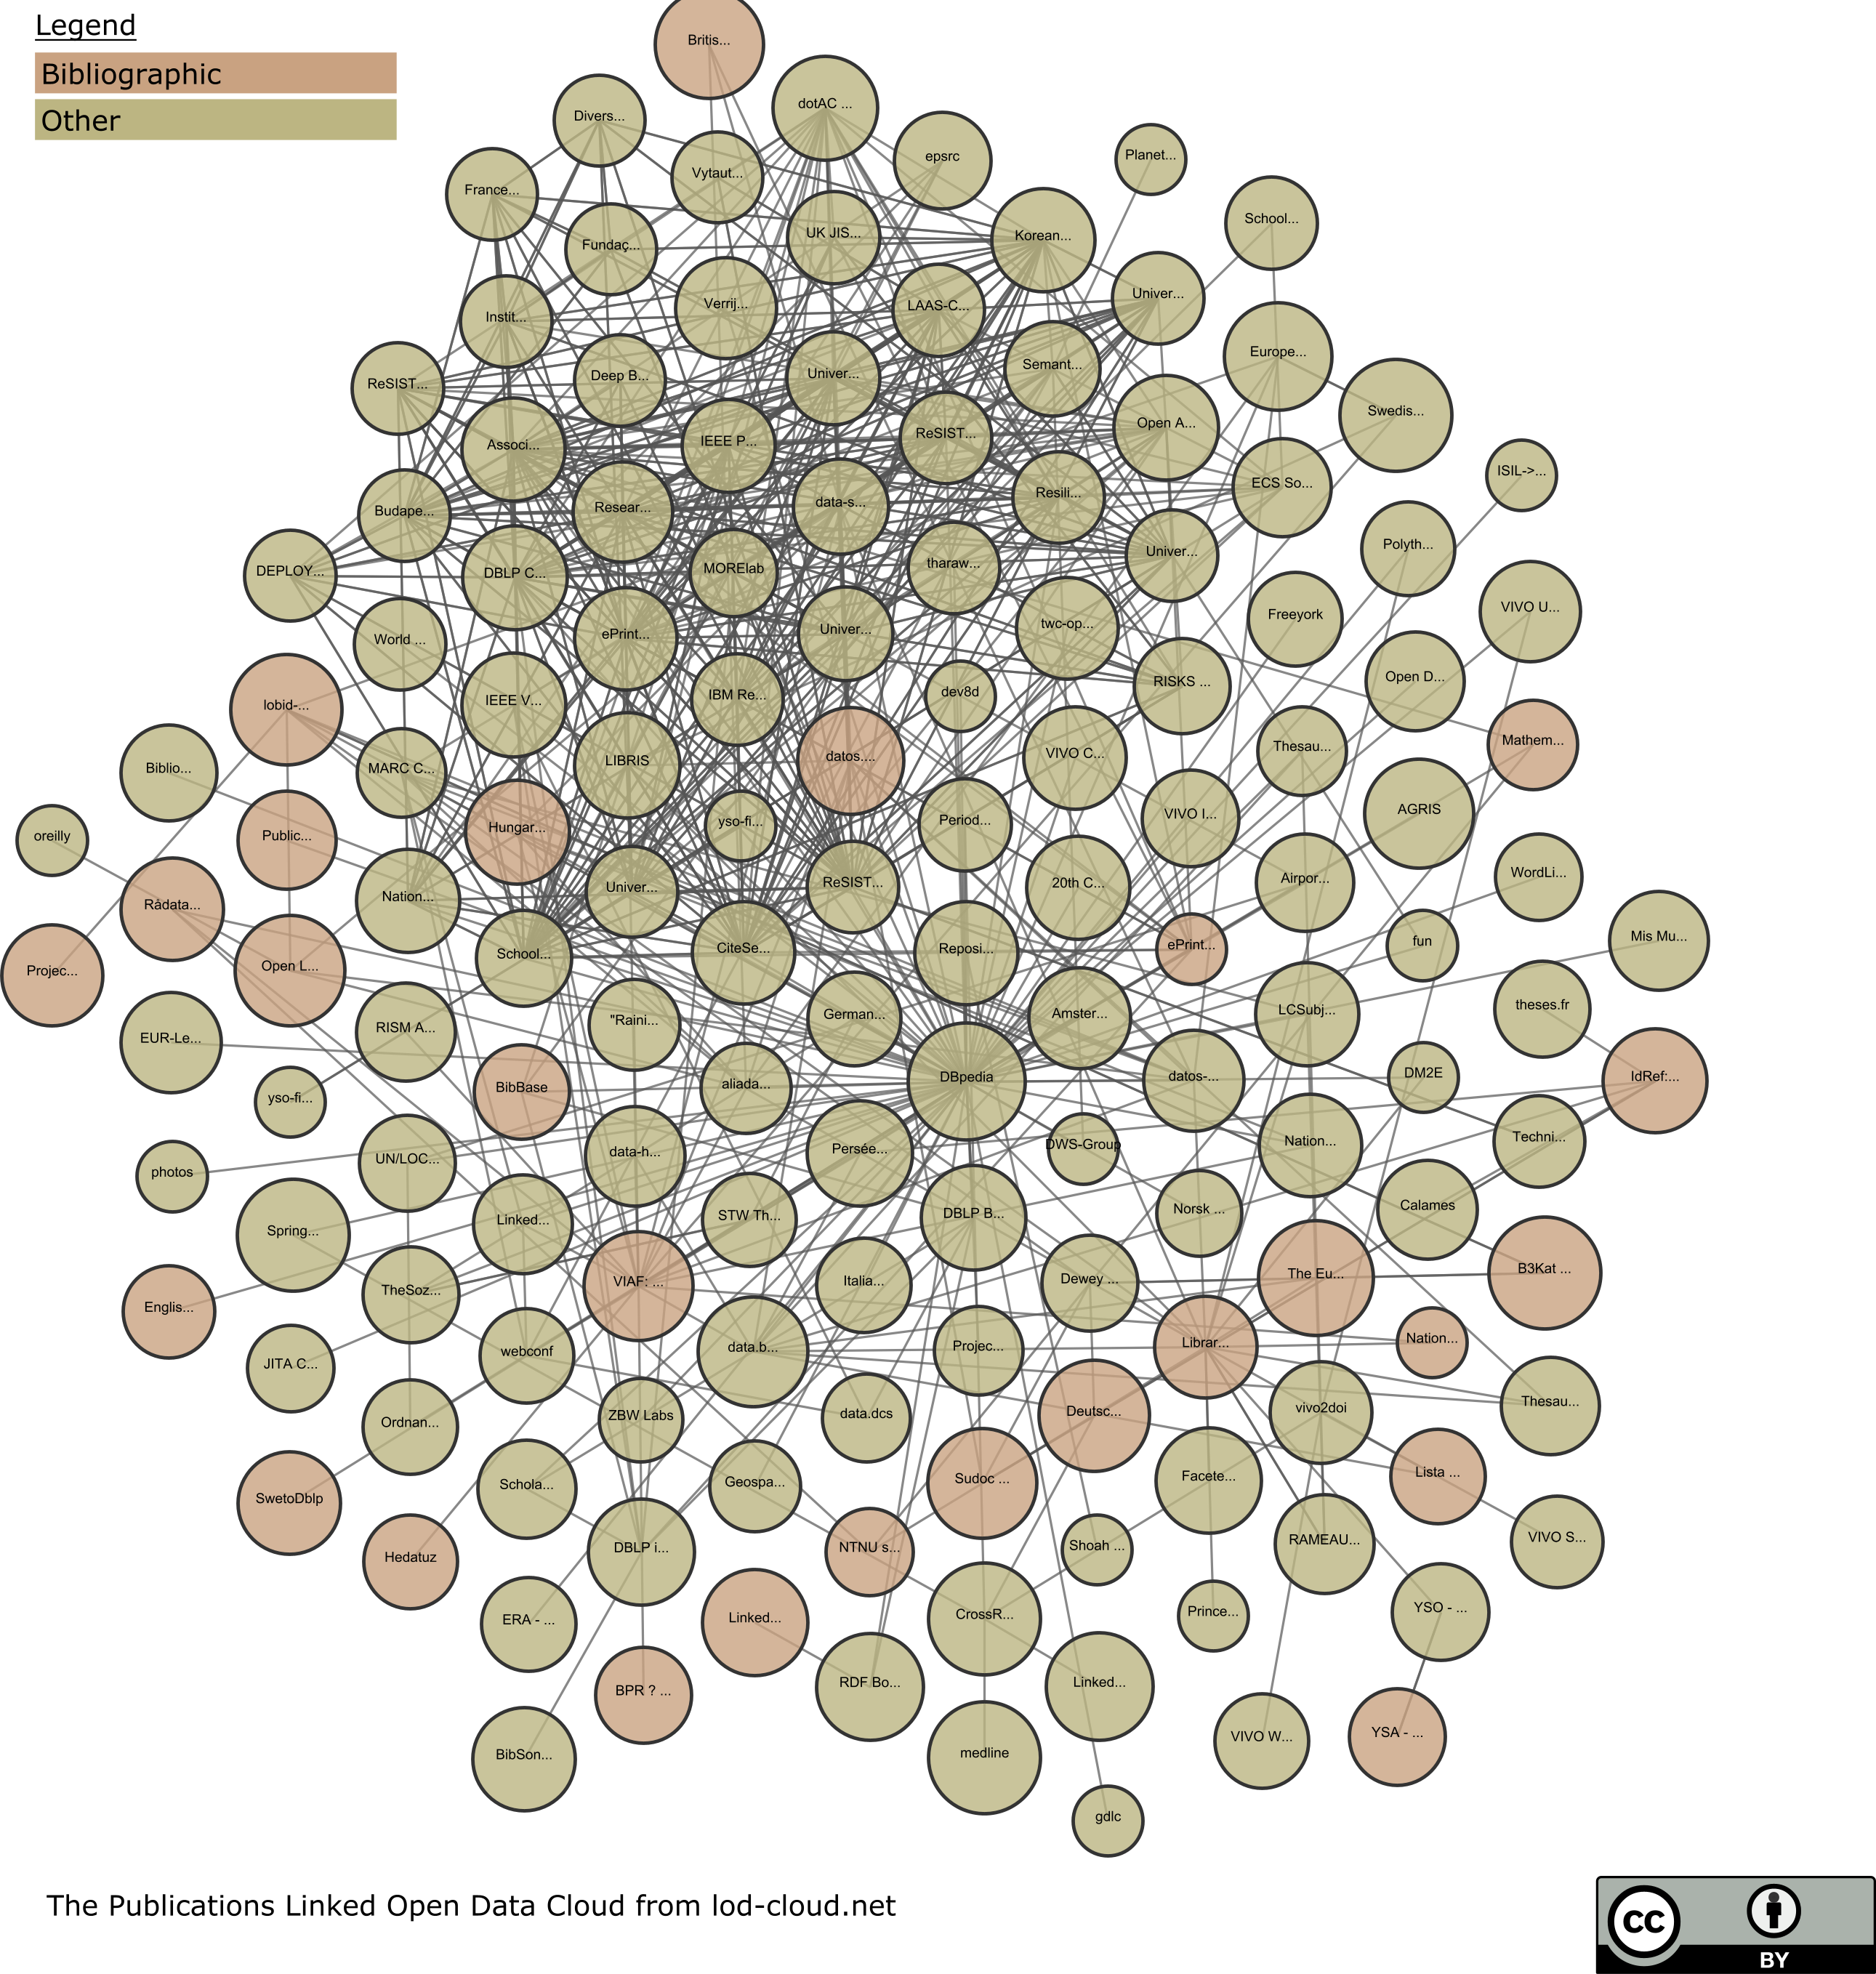 Legend
Bibliographic
Other
Britis...
dotAC ...
Divers...
epsrc
Planet...
Vytaut...
France...
School...
UK JIS...
Korean...
Fundaç...
Univer...
Verrij...
LAAS-C...
Instit...
Europe...
Semant...
Univer...
Deep B...
ReSIST...
Swedis...
Open A...
ReSIST...
IEEE P...
Associ...
ISIL->...
ECS So...
Resili...
data-s...
Resear...
Budape...
Polyth...
Univer...
tharaw...
MORElab
DBLP C...
DEPLOY...
VIVO U...
Freeyork
twc-op...
Univer...
ePrint...
World ...
Open D...
RISKS ...
dev8d
IBM Re...
IEEE V...
lobid-...
Mathem...
Thesau...
VIVO C...
datos....
LIBRIS
MARC C...
Biblio...
AGRIS
VIVO I...
Period...
yso-fi...
Hungar...
Public...
oreilly
WordLi...
Airpor...
20th C...
ReSIST...
Univer...
Nation...
Rådata...
Mis Mu...
fun
ePrint...
Reposi...
CiteSe...
School...
Open L...
Projec...
theses.fr
LCSubj...
Amster...
German...
"Raini...
RISM A...
EUR-Le...
IdRef:...
DM2E
datos-...
DBpedia
aliada...
BibBase
yso-fi...
Techni...
Nation...
DWS-Group
Persée...
data-h...
UN/LOC...
photos
Calames
Norsk ...
DBLP B...
STW Th...
Linked...
Spring...
B3Kat ...
The Eu...
Dewey ...
Italia...
VIAF: ...
TheSoz...
Englis...
Nation...
Librar...
Projec...
data.b...
webconf
JITA C...
Thesau...
vivo2doi
Deutsc...
data.dcs
ZBW Labs
Ordnan...
Lista ...
Facete...
Sudoc ...
Geospa...
Schola...
SwetoDblp
VIVO S...
RAMEAU...
Shoah ...
NTNU s...
DBLP i...
Hedatuz
YSO - ...
Prince...
CrossR...
Linked...
ERA - ...
Linked...
RDF Bo...
BPR ? ...
YSA - ...
VIVO W...
medline
BibSon...
gdlc
The Publications Linked Open Data Cloud from lod-cloud.net
cc
BY